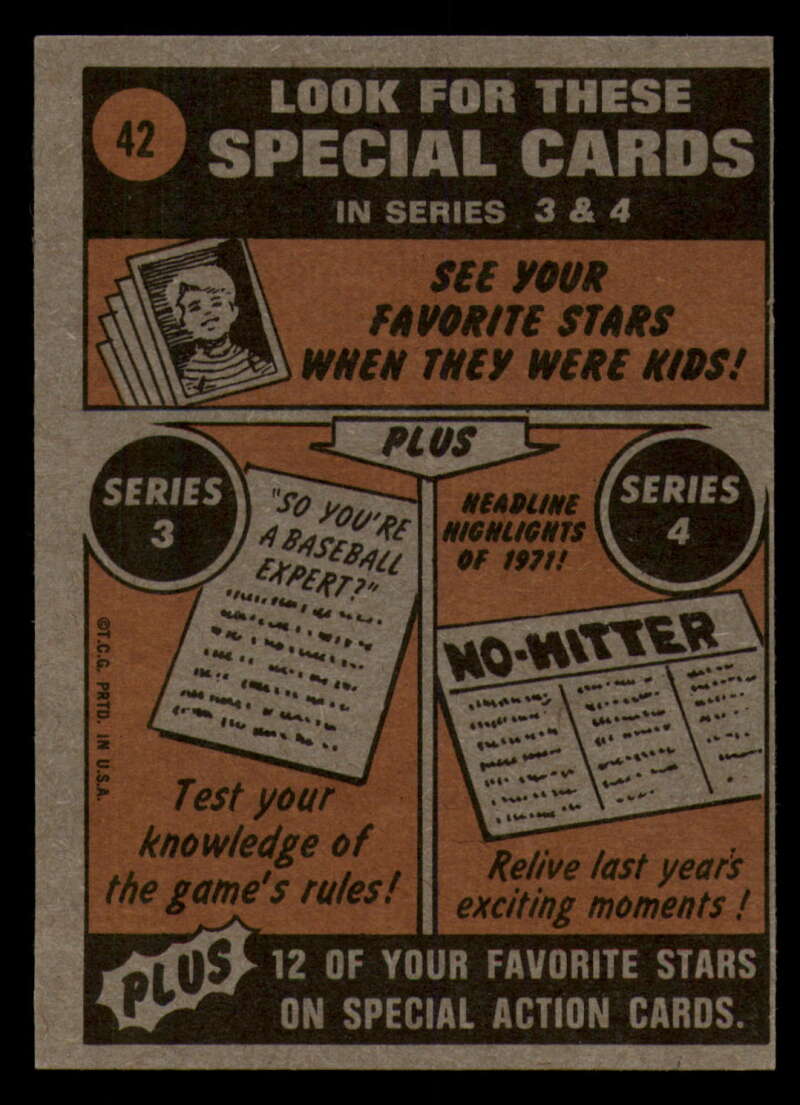 42
LOOK FOR THESE
SPECIAL CARDS
IN SERIES 3 & 4
SEE YOUR
FAVORITE STARS
WHEN THEY WERE KIDS!
PLUS
SERIES
3
"SO YOU'RE
A BASEBALL
EXPERT?"
Test your
knowledge of
the game's rules!
HEADLINE
HIGHLIGHTS
OF 1971!
SERIES
4
NO-HITTER
Relive last year's
exciting moments!
©T.C.G. PRTD. IN U.S.A.
PLUS
12 OF YOUR FAVORITE STARS
ON SPECIAL ACTION CARDS.